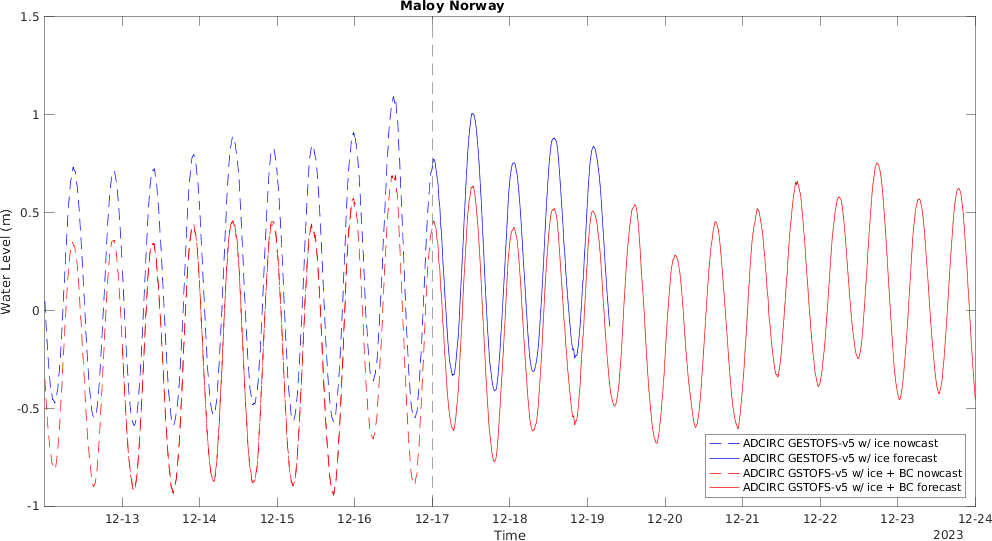 Maloy Norway
1.5
1
0.5
0
-0.5
-1
Water Level (m)
ADCIRC GESTOFS-v5 w/ ice nowcast
ADCIRC GESTOFS-v5 w/ ice forecast
ADCIRC GSTOFS-v5 w/ ice + BC nowcast
ADCIRC GSTOFS-v5 w/ ice + BC forecast
12-13 12-14 12-15 12-16 12-17 12-18 12-19 12-20 12-21 12-22 12-23 12-24
Time
2023